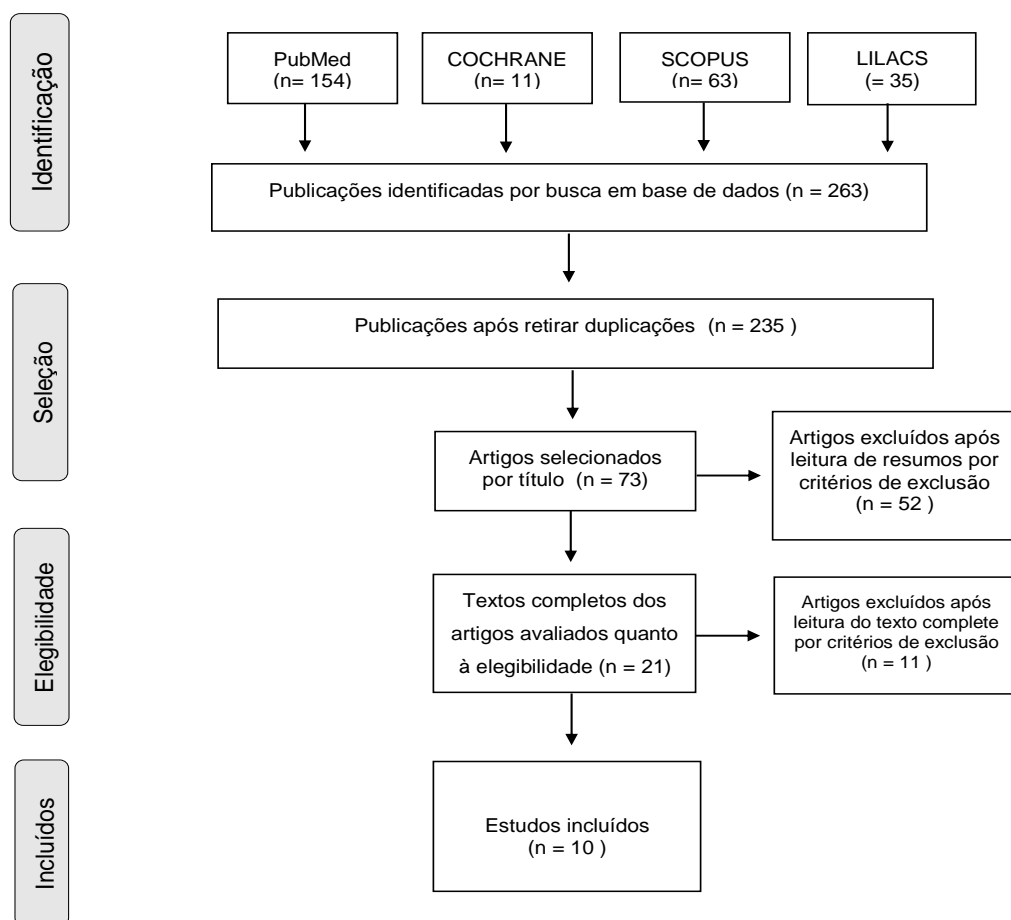 Identificação
PubMed
(n= 154)
COCHRANE
(n= 11)
SCOPUS
(n= 63)
LILACS
(= 35)
Publicações identificadas por busca em base de dados (n = 263)
Seleção
Publicações após retirar duplicações (n = 235 )
Artigos selecionados
por título (n = 73)
Artigos excluídos após
leitura de resumos por
critérios de exclusão
(n = 52 )
Elegibilidade
Textos completos dos
artigos avaliados quanto
à elegibilidade (n = 21)
Artigos excluídos após
leitura do texto complete
por critérios de exclusão
(n = 11 )
Incluídos
Estudos incluídos
(n = 10 )